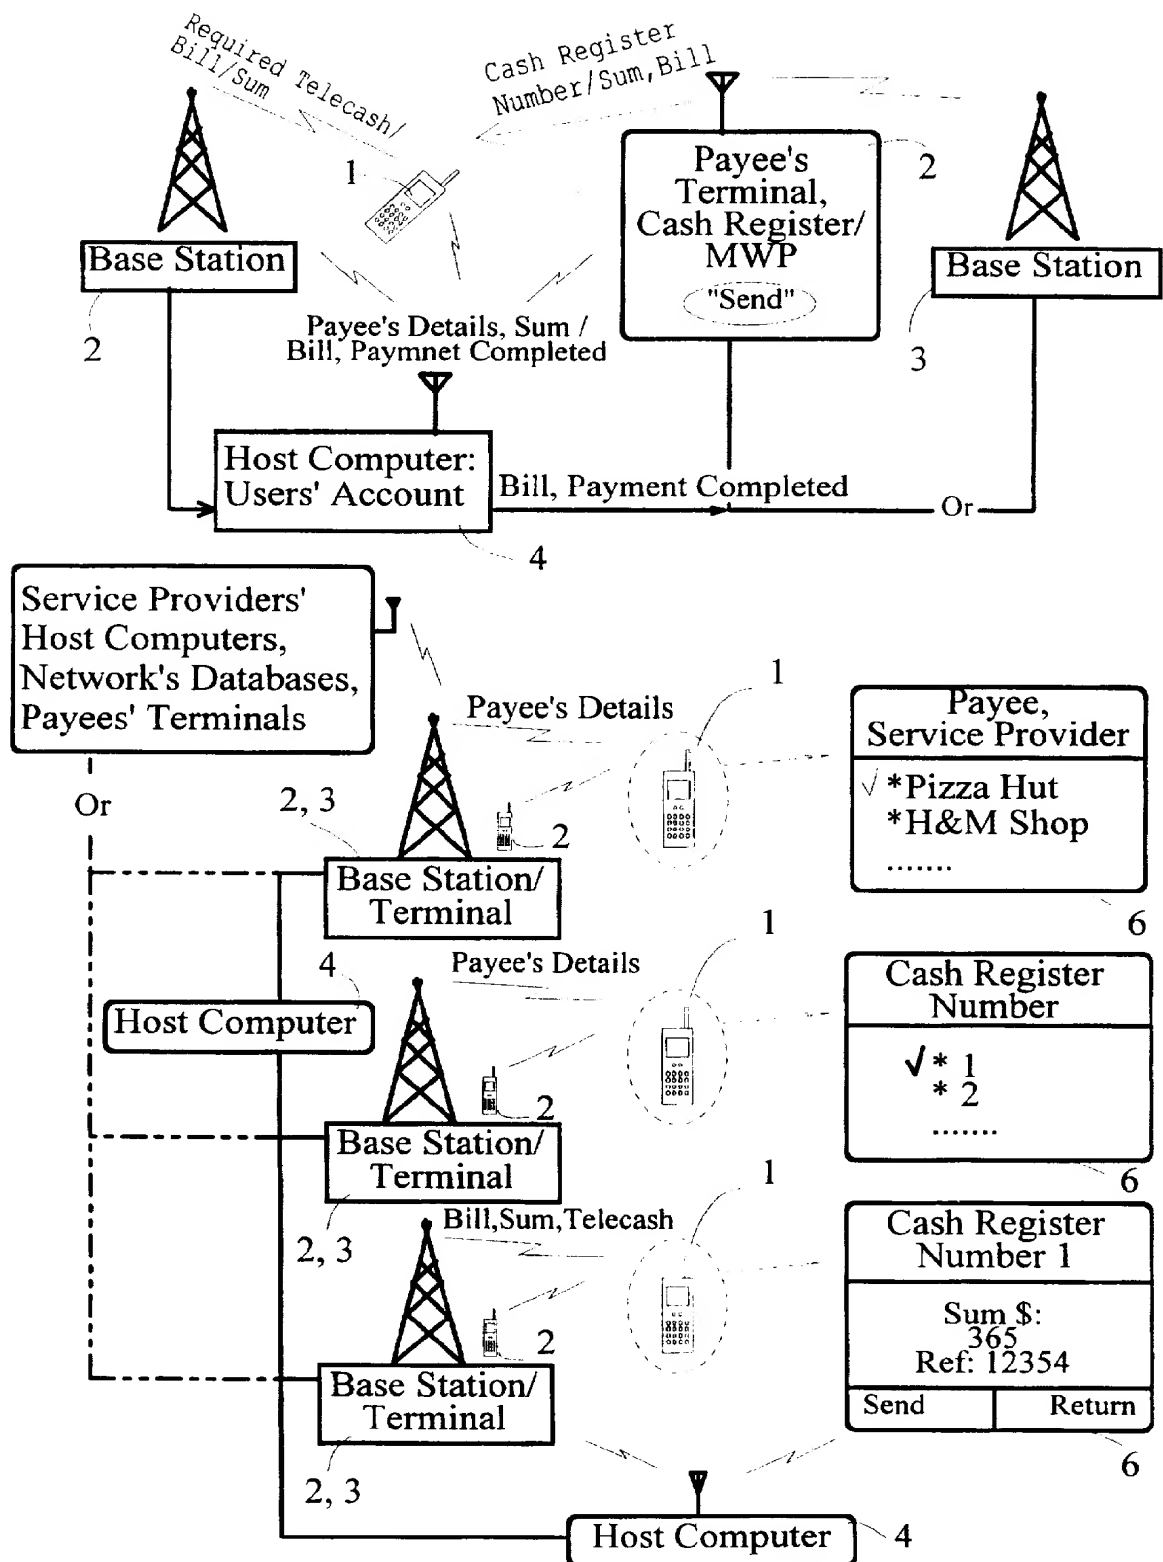 Required Telecash/
Bill/Sum
Cash Register
Number/Sum,Bill
1
Payee's
Terminal,
Cash Register/
MWP
"Send"
2
Base Station
2
Base Station
3
Payee's Details, Sum /
Bill, Paymnet Completed
Host Computer:
Users' Account
Bill, Payment Completed
Or
4
Service Providers'
Host Computers,
Network's Databases,
Payees' Terminals
Or
Payee's Details
1
Payee,
Service Provider
✓ *Pizza Hut
*H&M Shop
.......
6
2, 3
2
Base Station/
Terminal
4
Host Computer
Payee's Details
1
Cash Register
Number
✓ * 1
* 2
.......
6
2
Base Station/
Terminal
2, 3
Bill,Sum,Telecash
1
Cash Register
Number 1
Sum $:
365
Ref: 12354
Send Return
6
2
Base Station/
Terminal
2, 3
Host Computer
4